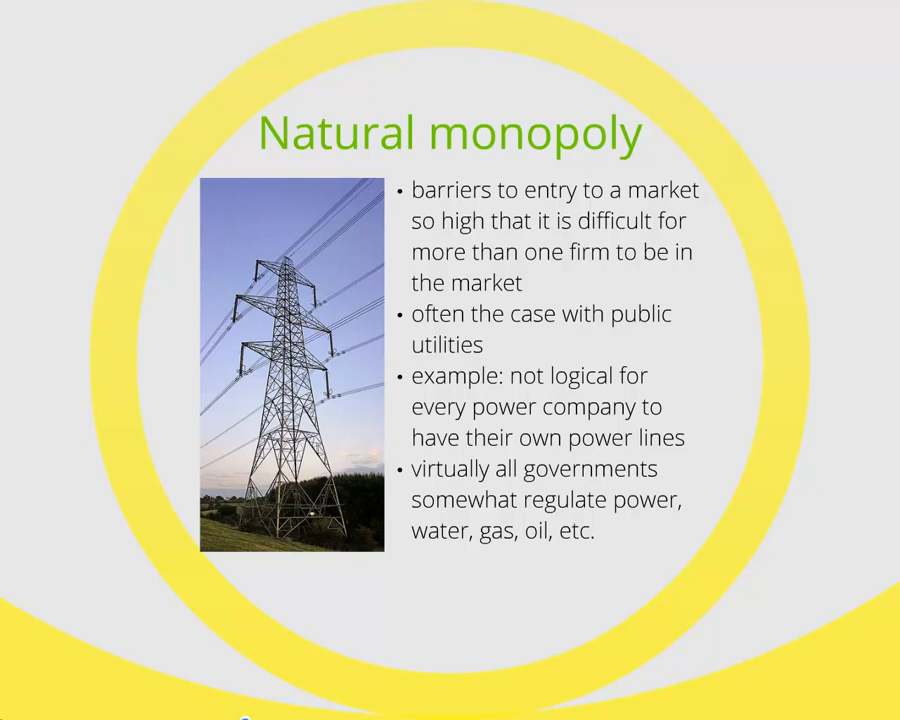 Natural monopoly
• barriers to entry to a market
so high that it is difficult for
more than one firm to be in
the market
• often the case with public
utilities
• example: not logical for
every power company to
have their own power lines
• virtually all governments
somewhat regulate power,
water, gas, oil, etc.